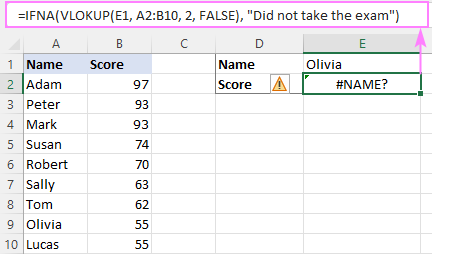 =IFNA(VLOOKUP(E1, A2:B10, 2, FALSE), "Did not take the exam")
A B C D E
1 Name Score Name Olivia
2 Adam 97 Score #NAME?
3 Peter 93
4 Mark 93
5 Susan 74
6 Robert 70
7 Sally 63
8 Tom 62
9 Olivia 55
10 Lucas 55